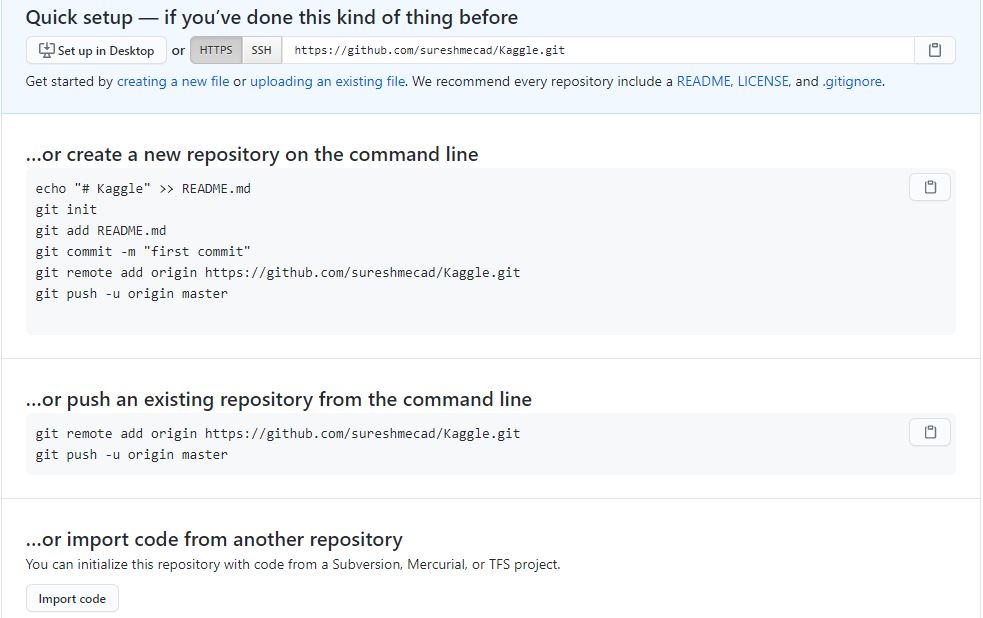 Quick setup — if you’ve done this kind of thing before
Set up in Desktop or HTTPS SSH https://github.com/sureshmecad/Kaggle.git
Get started by creating a new file or uploading an existing file. We recommend every repository include a README, LICENSE, and .gitignore.
…or create a new repository on the command line
echo "# Kaggle" >> README.md
git init
git add README.md
git commit -m "first commit"
git remote add origin https://github.com/sureshmecad/Kaggle.git
git push -u origin master
…or push an existing repository from the command line
git remote add origin https://github.com/sureshmecad/Kaggle.git
git push -u origin master
…or import code from another repository
You can initialize this repository with code from a Subversion, Mercurial, or TFS project.
Import code